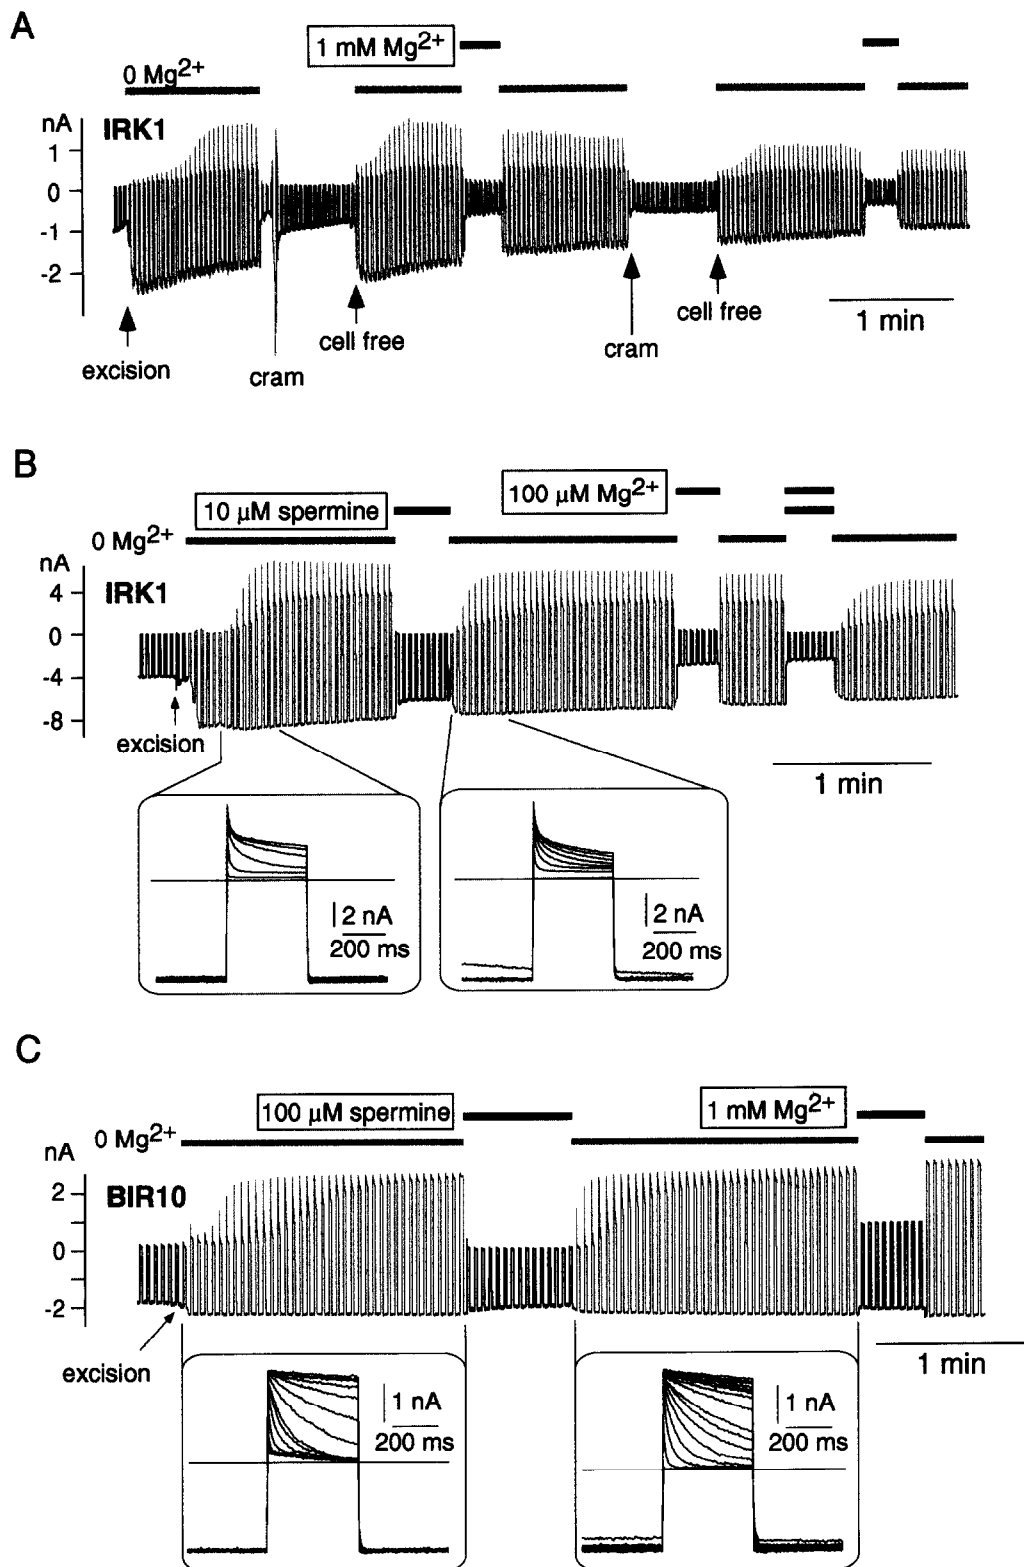 A
1 mM Mg2+
0 Mg2+
nA
IRK1
1
0
-1
-2
excision
cram
cell free
cram
cell free
1 min
B
10 µM spermine
100 µM Mg2+
0 Mg2+
nA
IRK1
4
0
-4
-8
excision
1 min
2 nA
200 ms
2 nA
200 ms
C
100 µM spermine
1 mM Mg2+
0 Mg2+
nA
BIR10
2
0
-2
excision
1 min
1 nA
200 ms
1 nA
200 ms